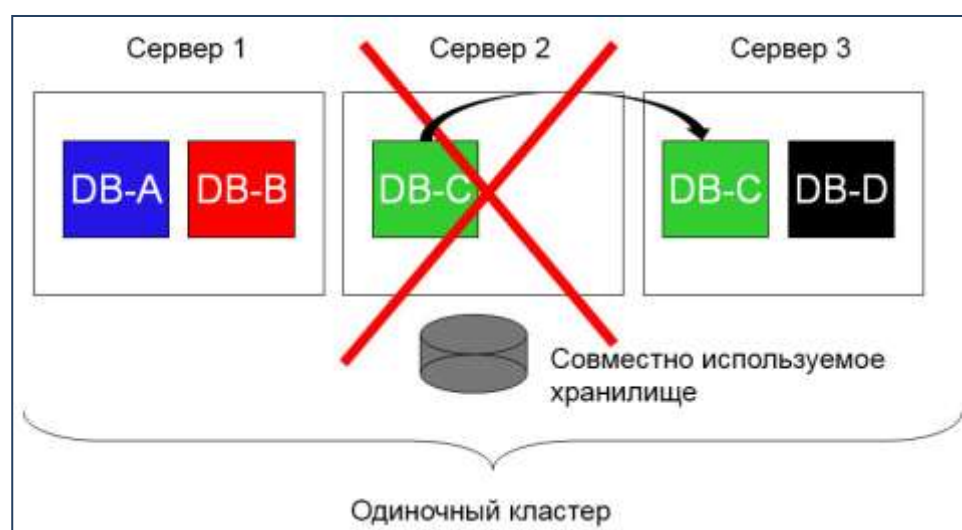 Сервер 1 Сервер 2 Сервер 3
DB-A DB-B DB-C DB-C DB-D
Совместно используемое
хранилище
Одиночный кластер